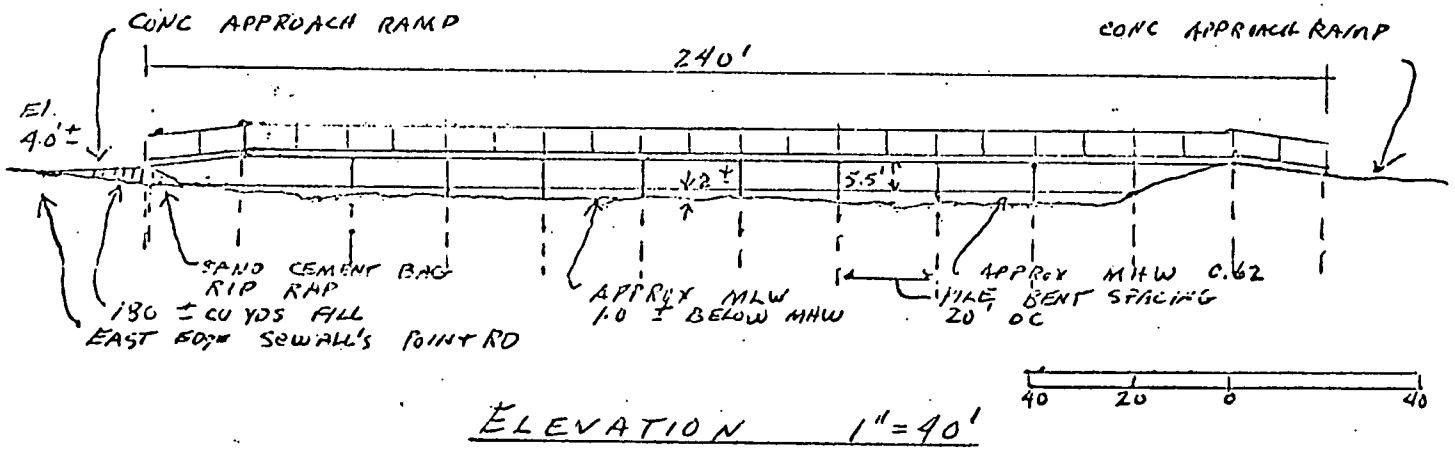 CONC APPROACH RAMP
CONC APPROACH RAMP
240'
El.
4.0' ±
2 ±
5.5'
SAND CEMENT BAG
RIP RAP
180 ± CU YDS FILL
EAST EDGE SEWALL'S POINT RD
APPROX MLW
1.0 ± BELOW MHW
APPROX MHW 0.62
PILE BENT SPACING
20' OC
40 20 0 40
ELEVATION 1"=40'